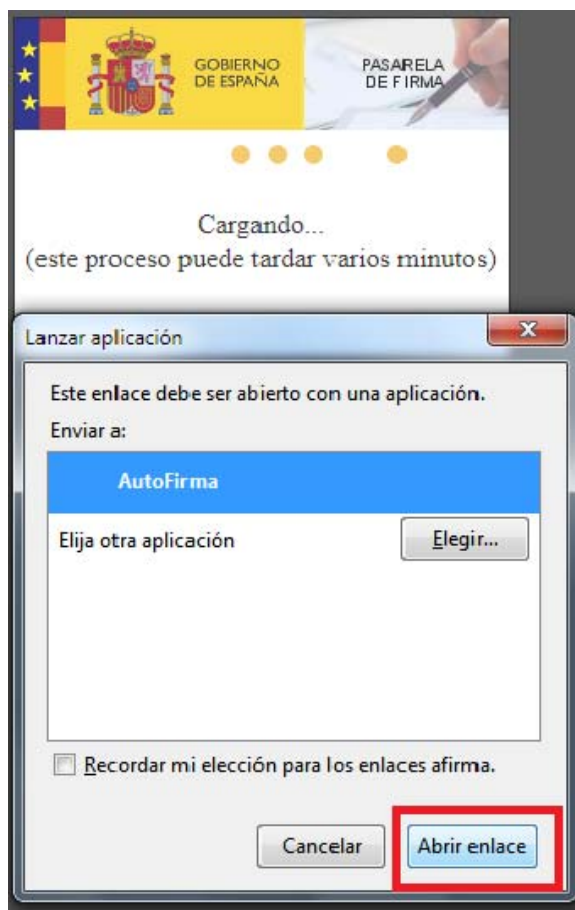 GOBIERNO
DE ESPAÑA
PASARELA
DE FIRMA
Cargando...
(este proceso puede tardar varios minutos)
Lanzar aplicación
Este enlace debe ser abierto con una aplicación.
Enviar a:
AutoFirma
Elija otra aplicación
Elegir...
Recordar mi elección para los enlaces afirma.
Cancelar
Abrir enlace